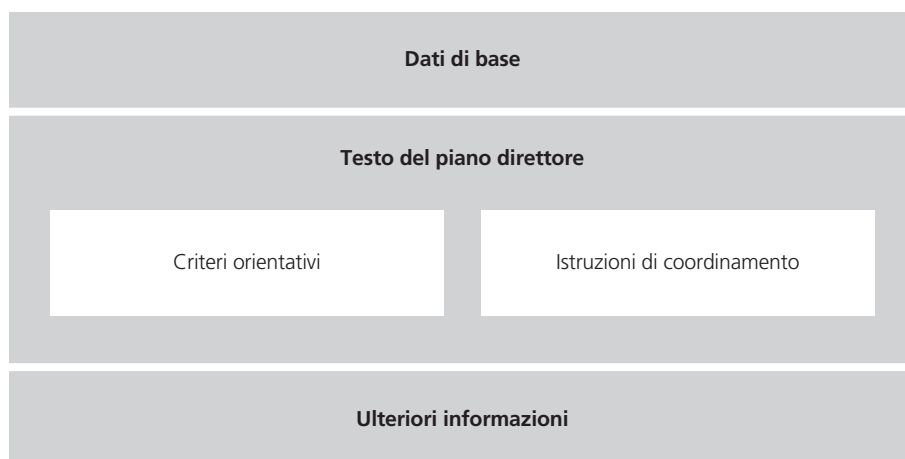 Dati di base
Testo del piano direttore
Criteri orientativi
Istruzioni di coordinamento
Ulteriori informazioni